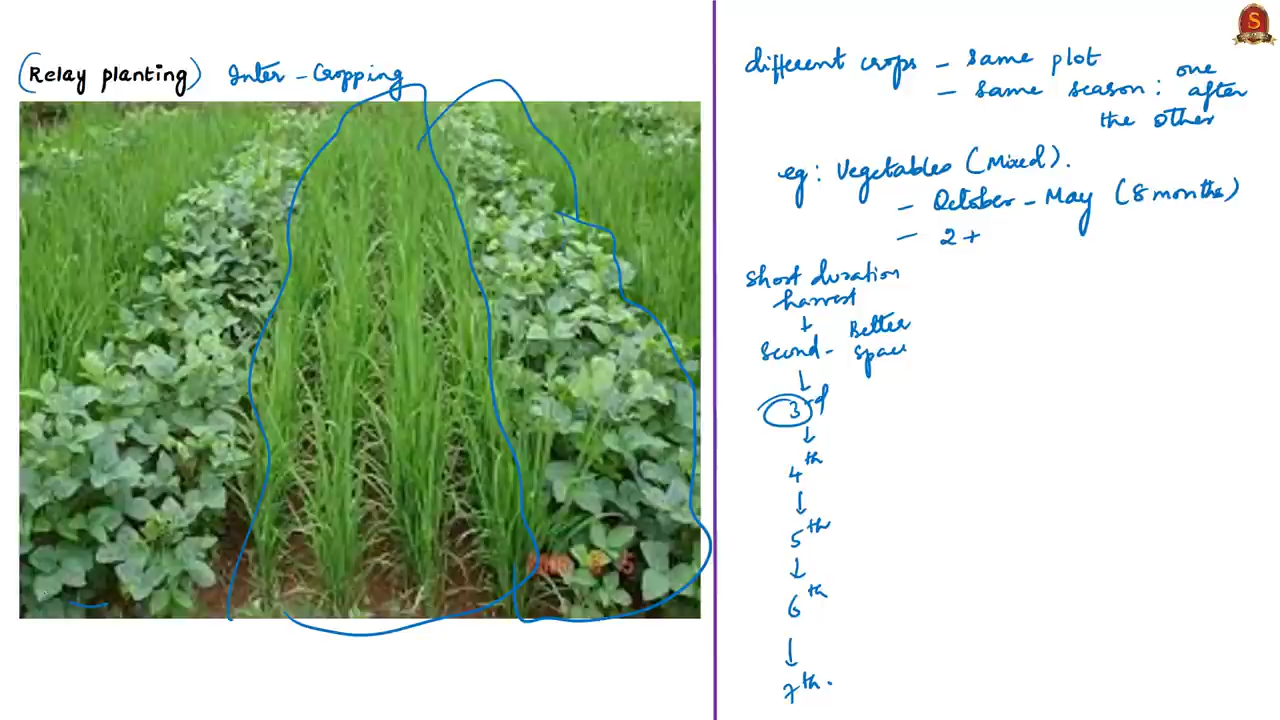 (Relay planting) Inter - Cropping
different crops - same plot
- same season : one after the other
eg : Vegetables (Mixed).
- October - May (8 months)
- 2 +
short duration
harvest
↓
Second - Better space
↓
3rd
↓
4th
↓
5th
↓
6th
↓
7th.
S